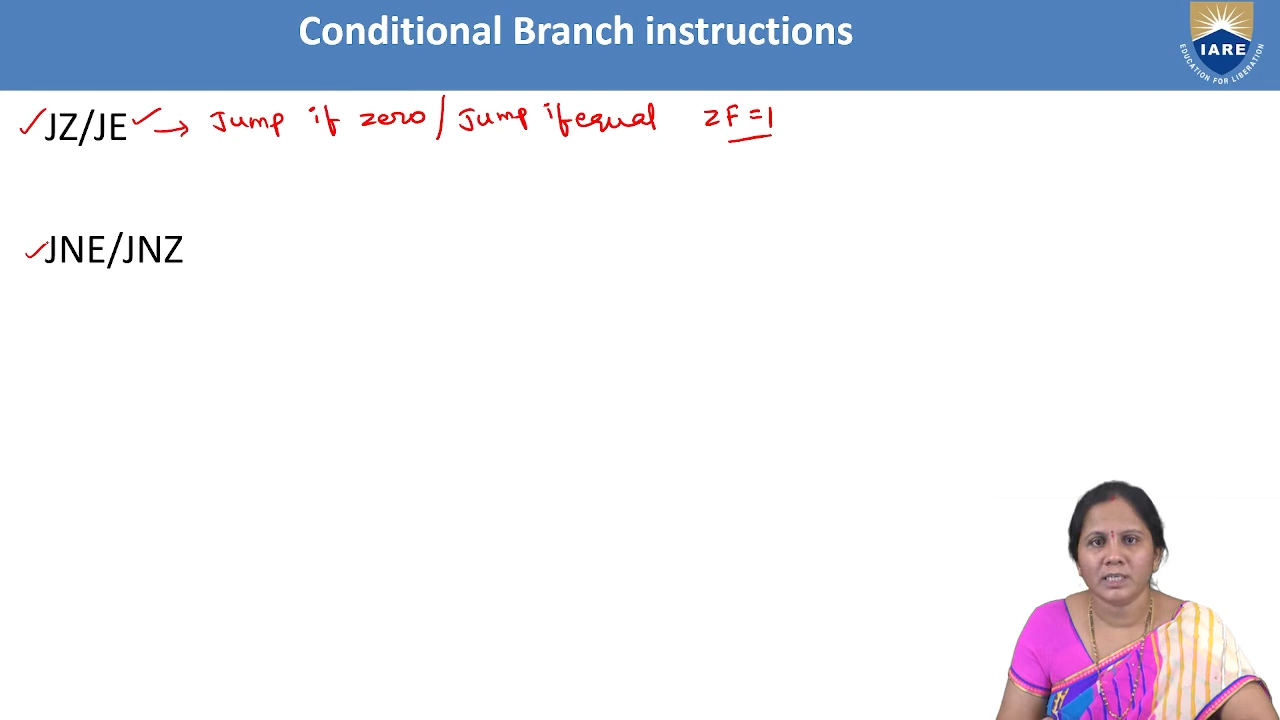 Conditional Branch instructions
IARE
EDUCATION FOR LIBERATION
JZ/JE → Jump if zero / Jump if equal ZF=1
JNE/JNZ